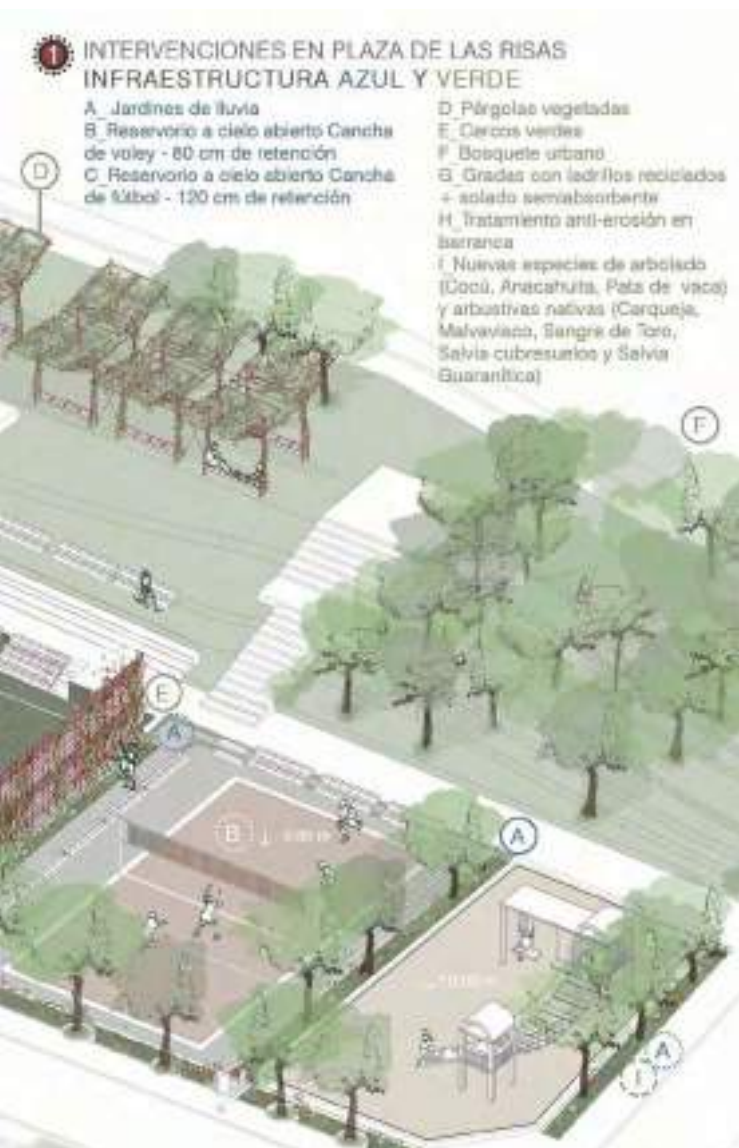 1 INTERVENCIONES EN PLAZA DE LAS RISAS
INFRAESTRUCTURA AZUL Y VERDE
A_ Jardines de lluvia
B_Reservorio a cielo abierto Cancha
de voley - 80 cm de retención
C_Reservorio a cielo abierto Cancha
de fútbol - 120 cm de retención
D_Pérgolas vegetadas
E_Cercos verdes
F_Bosquete urbano
G_Gradas con ladrillos reciclados
+ solado semiabsorbente
H_Tratamiento anti-erosión en
barranca
I_Nuevas especies de arbolado
(Cocú, Anacahuita, Pata de vaca)
y arbustivas nativas (Carqueja,
Malvavisco, Sangre de Toro,
Salvia cubresuelos y Salvia
Guaranítica)
D
F
E
A
B
A
A
I